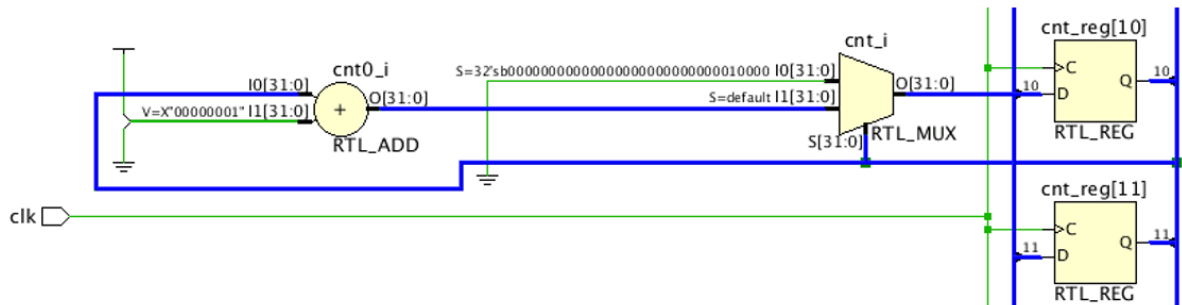 cnt_reg[10]
cnt_i
C
Q
10
10
D
RTL_REG
S=32'sb00000000000000000000000000010000 I0[31:0]
O[31:0]
S=default I1[31:0]
S[31:0]
RTL_MUX
cnt0_i
I0[31:0]
O[31:0]
V=X"00000001" I1[31:0]
+
RTL_ADD
clk
cnt_reg[11]
C
Q
11
11
D
RTL_REG